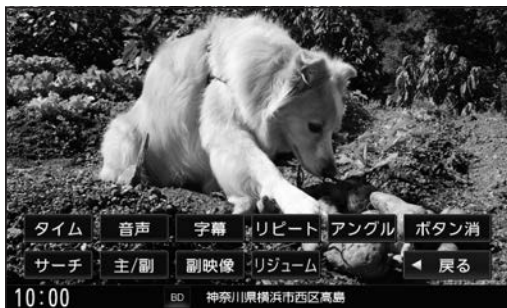 タイム 音声 字幕 リピート アングル ボタン消
サーチ 主/副 副映像 リジューム ◀ 戻る
10:00 BD 神奈川県横浜市西区高島